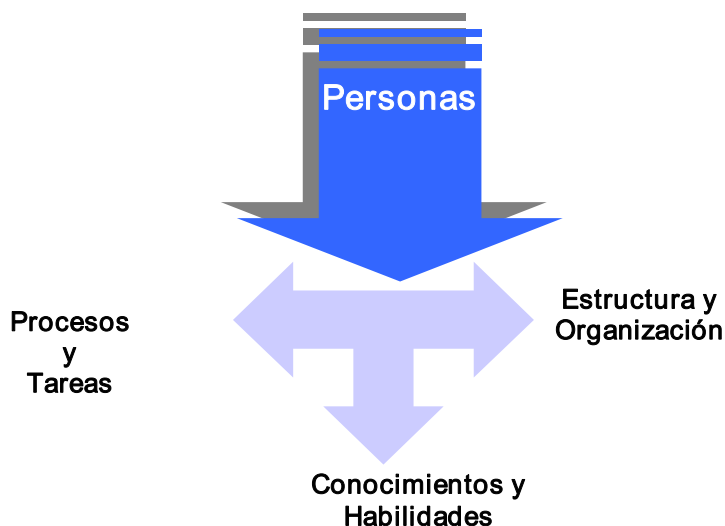 Personas
Procesos
y
Tareas
Estructura y
Organización
Conocimientos y
Habilidades